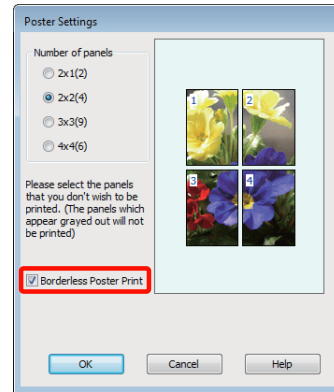 Poster Settings
Number of panels
2x1(2)
2x2(4)
3x3(9)
4x4(6)
Please select the panels
that you don't wish to be
printed. (The panels which
appear grayed out will not
be printed)
Borderless Poster Print
1 2
3 4
OK Cancel Help